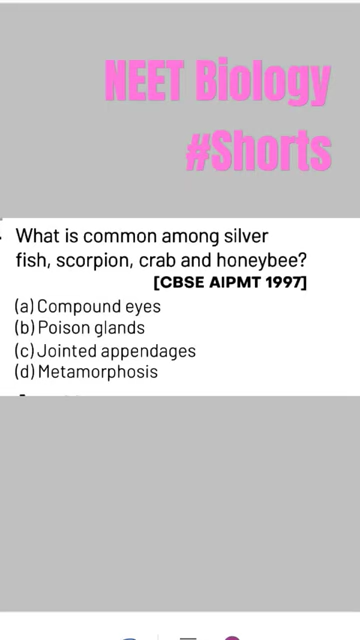 NEET Biology
#Shorts
What is common among silver
fish, scorpion, crab and honeybee?
[CBSE AIPMT 1997]
(a) Compound eyes
(b) Poison glands
(c) Jointed appendages
(d) Metamorphosis